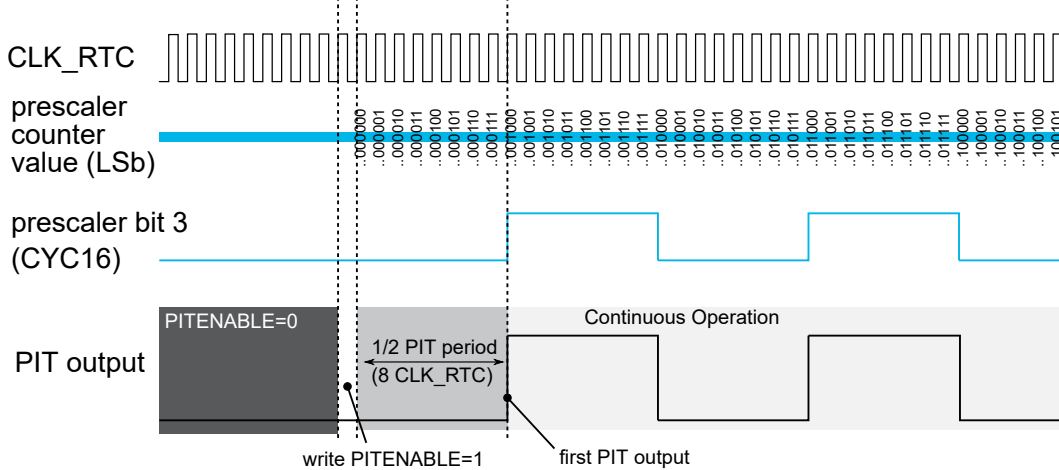 CLK_RTC
prescaler
counter
value (LSb)
..000000
..000001
..000010
..000011
..000100
..000101
..000110
..000111
..001000
..001001
..001010
..001011
..001100
..001101
..001110
..001111
..010000
..010001
..010010
..010011
..010100
..010101
..010110
..010111
..011000
..011001
..011010
..011011
..011100
..011101
..011110
..011111
..100000
..100001
..100010
..100011
..100100
..100101
prescaler bit 3
(CYC16)
PIT output
PITENABLE=0
1/2 PIT period
(8 CLK_RTC)
Continuous Operation
write PITENABLE=1
first PIT output